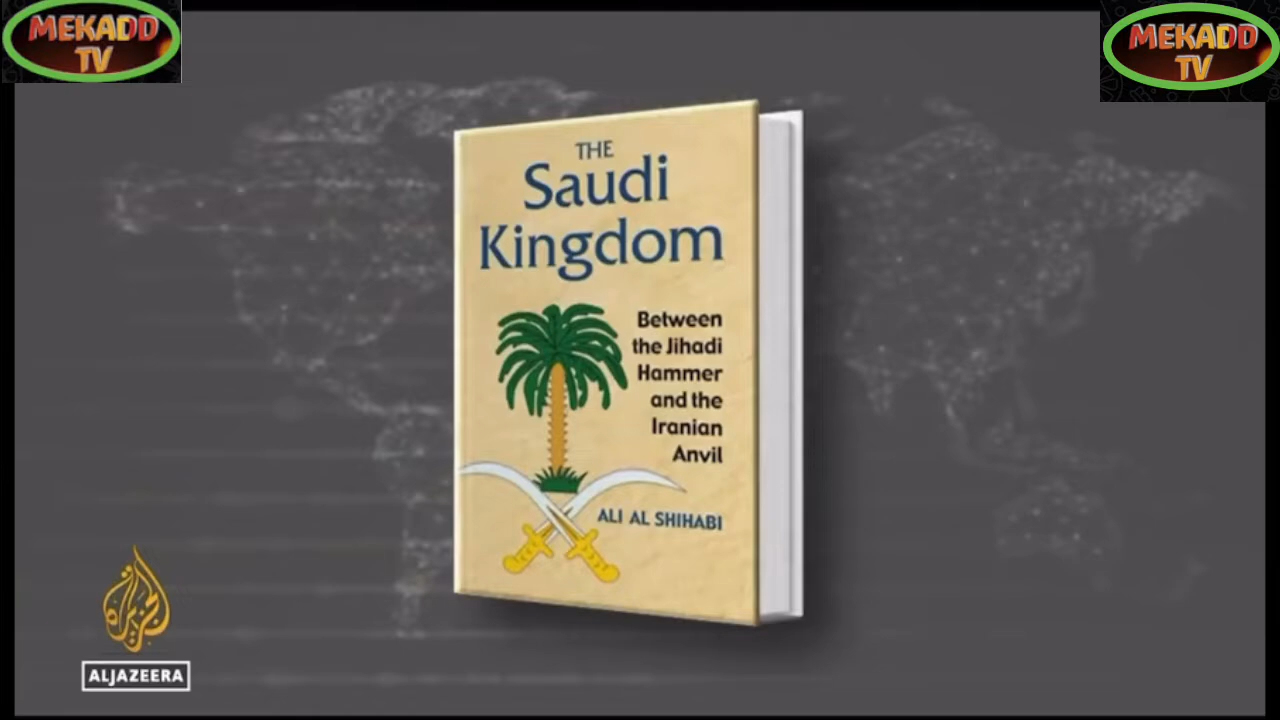 MEKADD
TV
MEKADD
TV
THE
Saudi
Kingdom
Between
the Jihadi
Hammer
and the
Iranian
Anvil
ALI AL SHIHABI
الجزيرة
ALJAZEERA